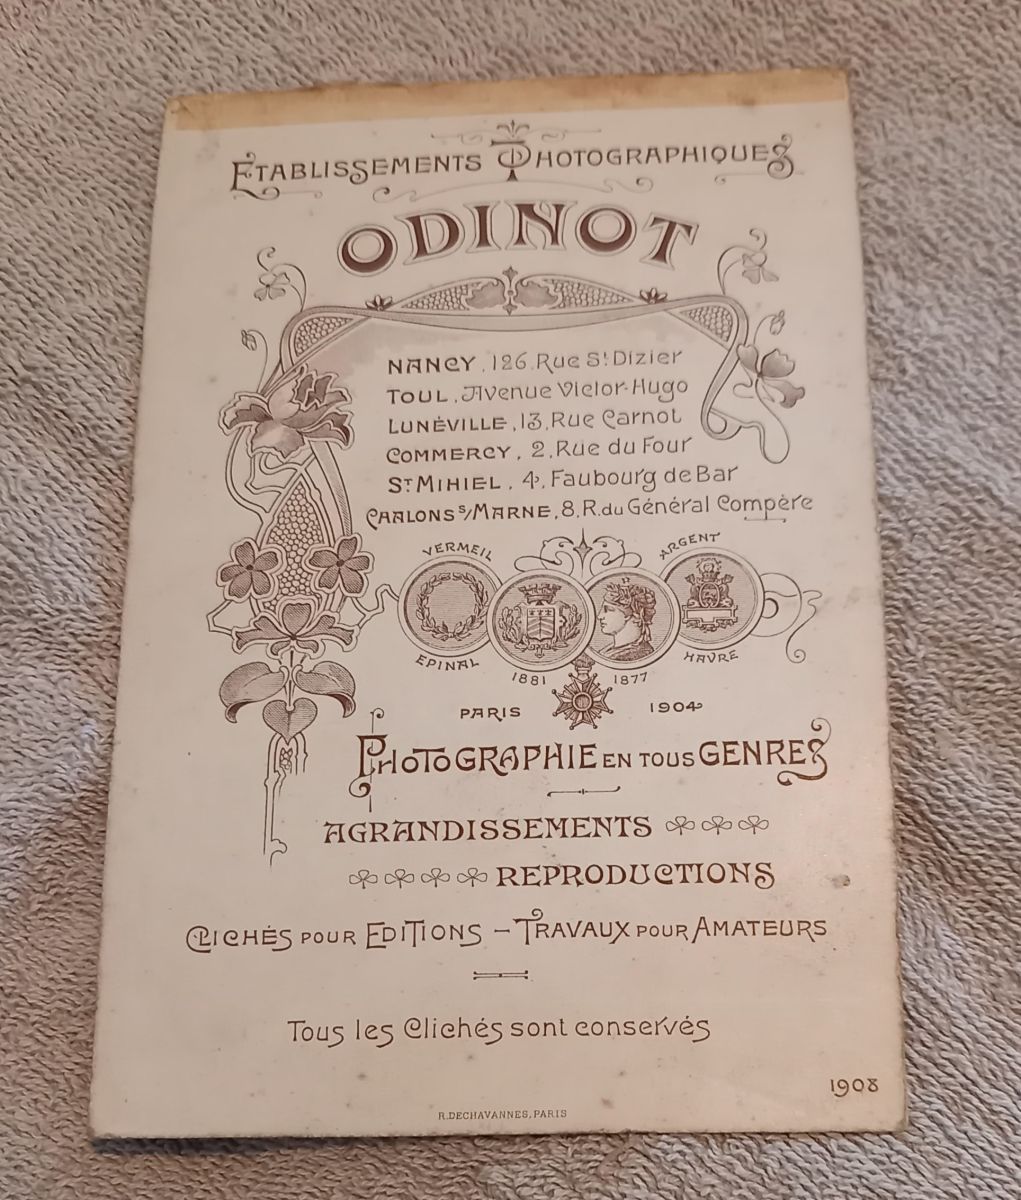 ETABLISSEMENTS PHOTOGRAPHIQUES
ODINOT
NANCY, 126, Rue St Dizier
TOUL, Avenue Victor-Hugo
LUNÉVILLE, 13, Rue Carnot
COMMERCY, 2, Rue du Four
ST MIHIEL, 4, Faubourg de Bar
CHALONS s/MARNE, 8, R. du Général Compère
VERMEIL ARGENT
EPINAL HAVRE
1881 1877
PARIS 1904
PHOTOGRAPHIE EN TOUS GENRES
AGRANDISSEMENTS
REPRODUCTIONS
CLICHÉS POUR EDITIONS – TRAVAUX POUR AMATEURS
Tous les Clichés sont conservés
1908
R. DECHAVANNES, PARIS